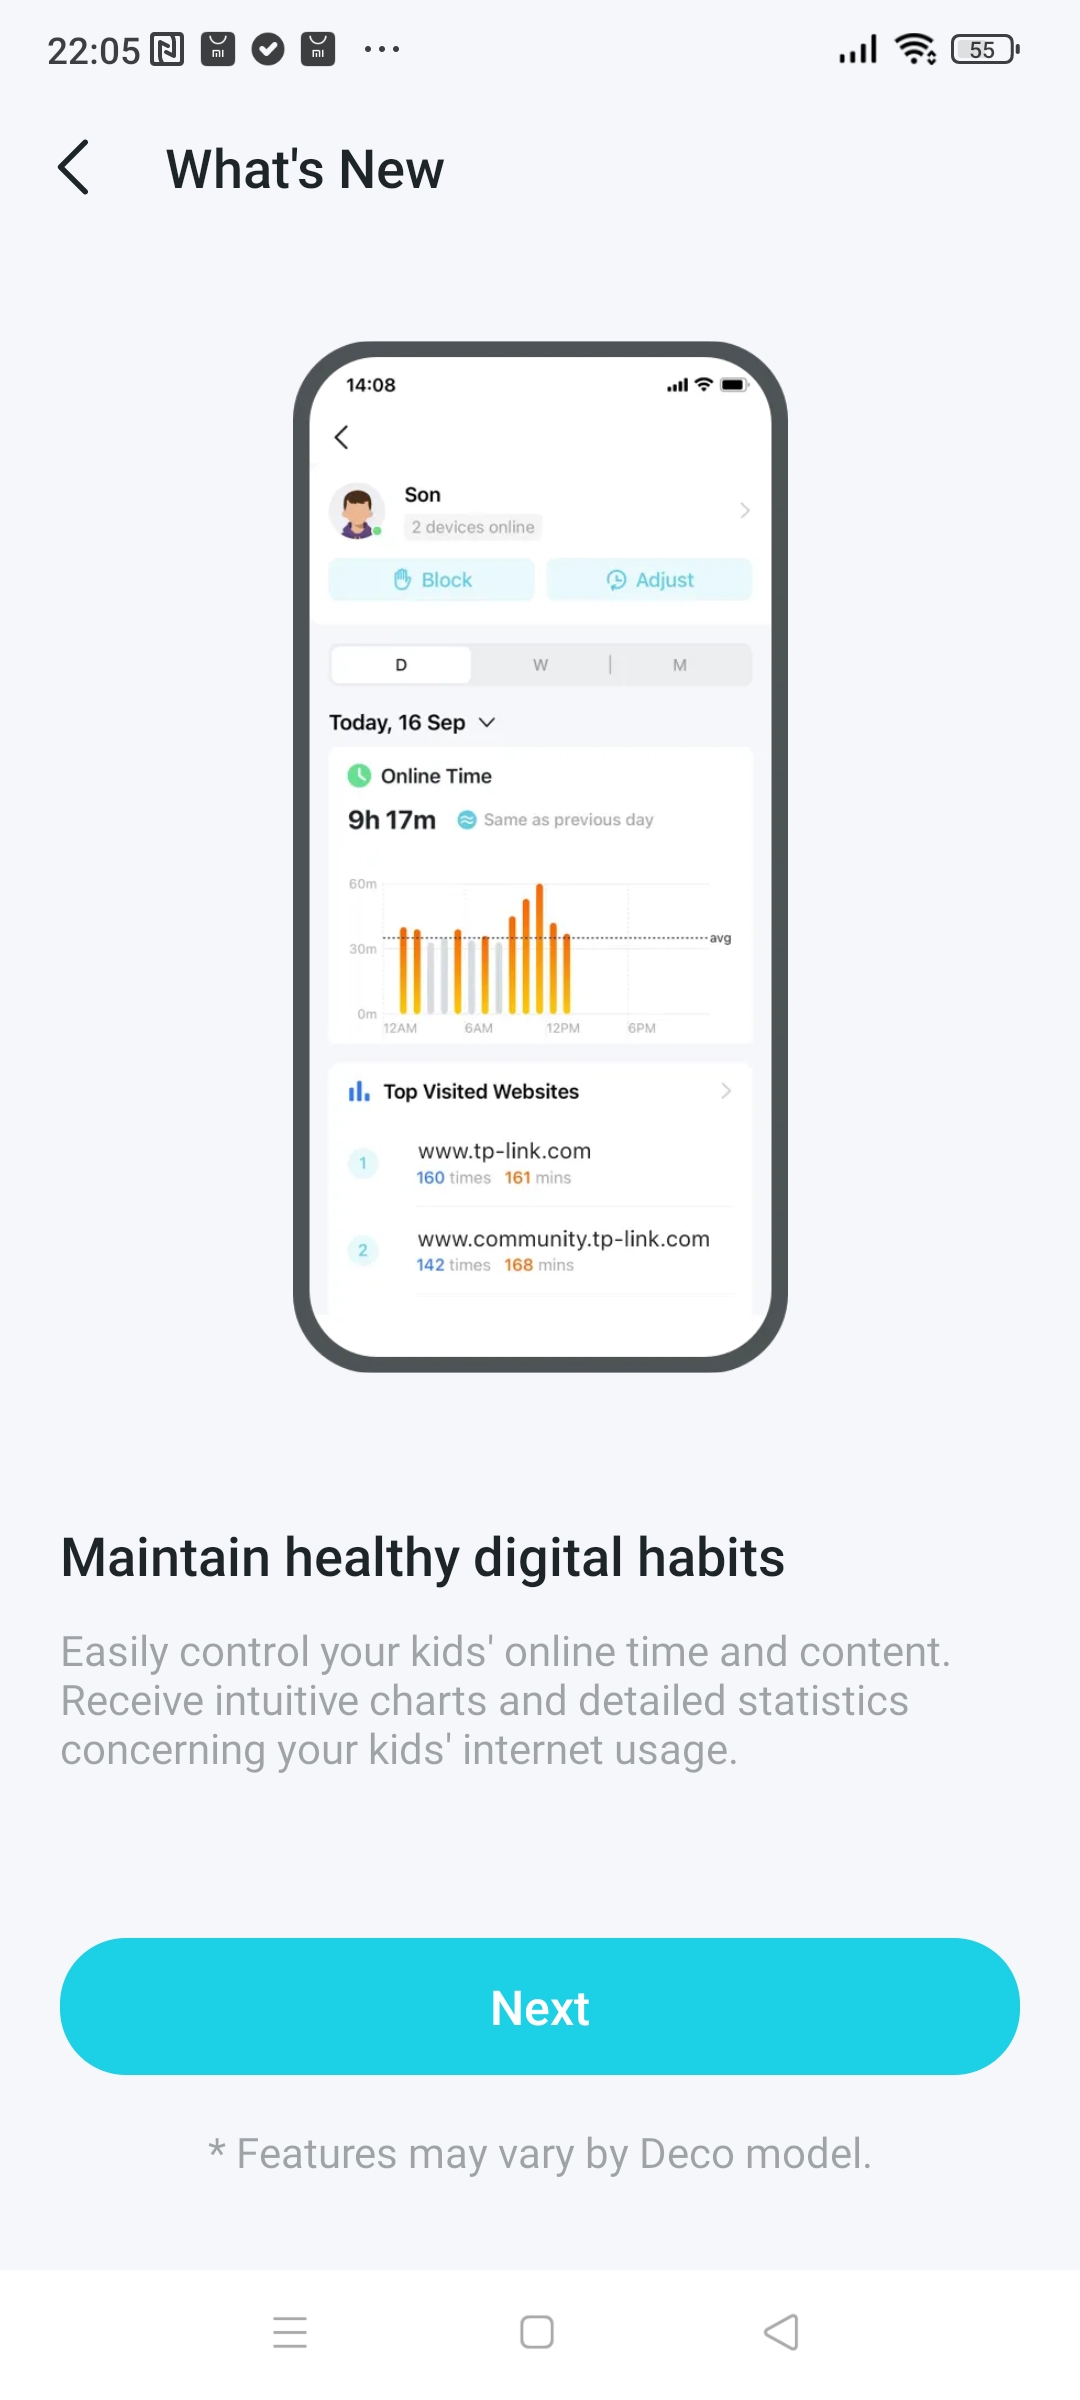 22:05
55
What's New
14:08
Son
2 devices online
Block
Adjust
D
W
M
Today, 16 Sep
Online Time
9h 17m
Same as previous day
60m
avg
30m
0m
12AM
6AM
12PM
6PM
Top Visited Websites
1
www.tp-link.com
160 times 161 mins
2
www.community.tp-link.com
142 times 168 mins
Maintain healthy digital habits
Easily control your kids' online time and content.
Receive intuitive charts and detailed statistics
concerning your kids' internet usage.
Next
* Features may vary by Deco model.